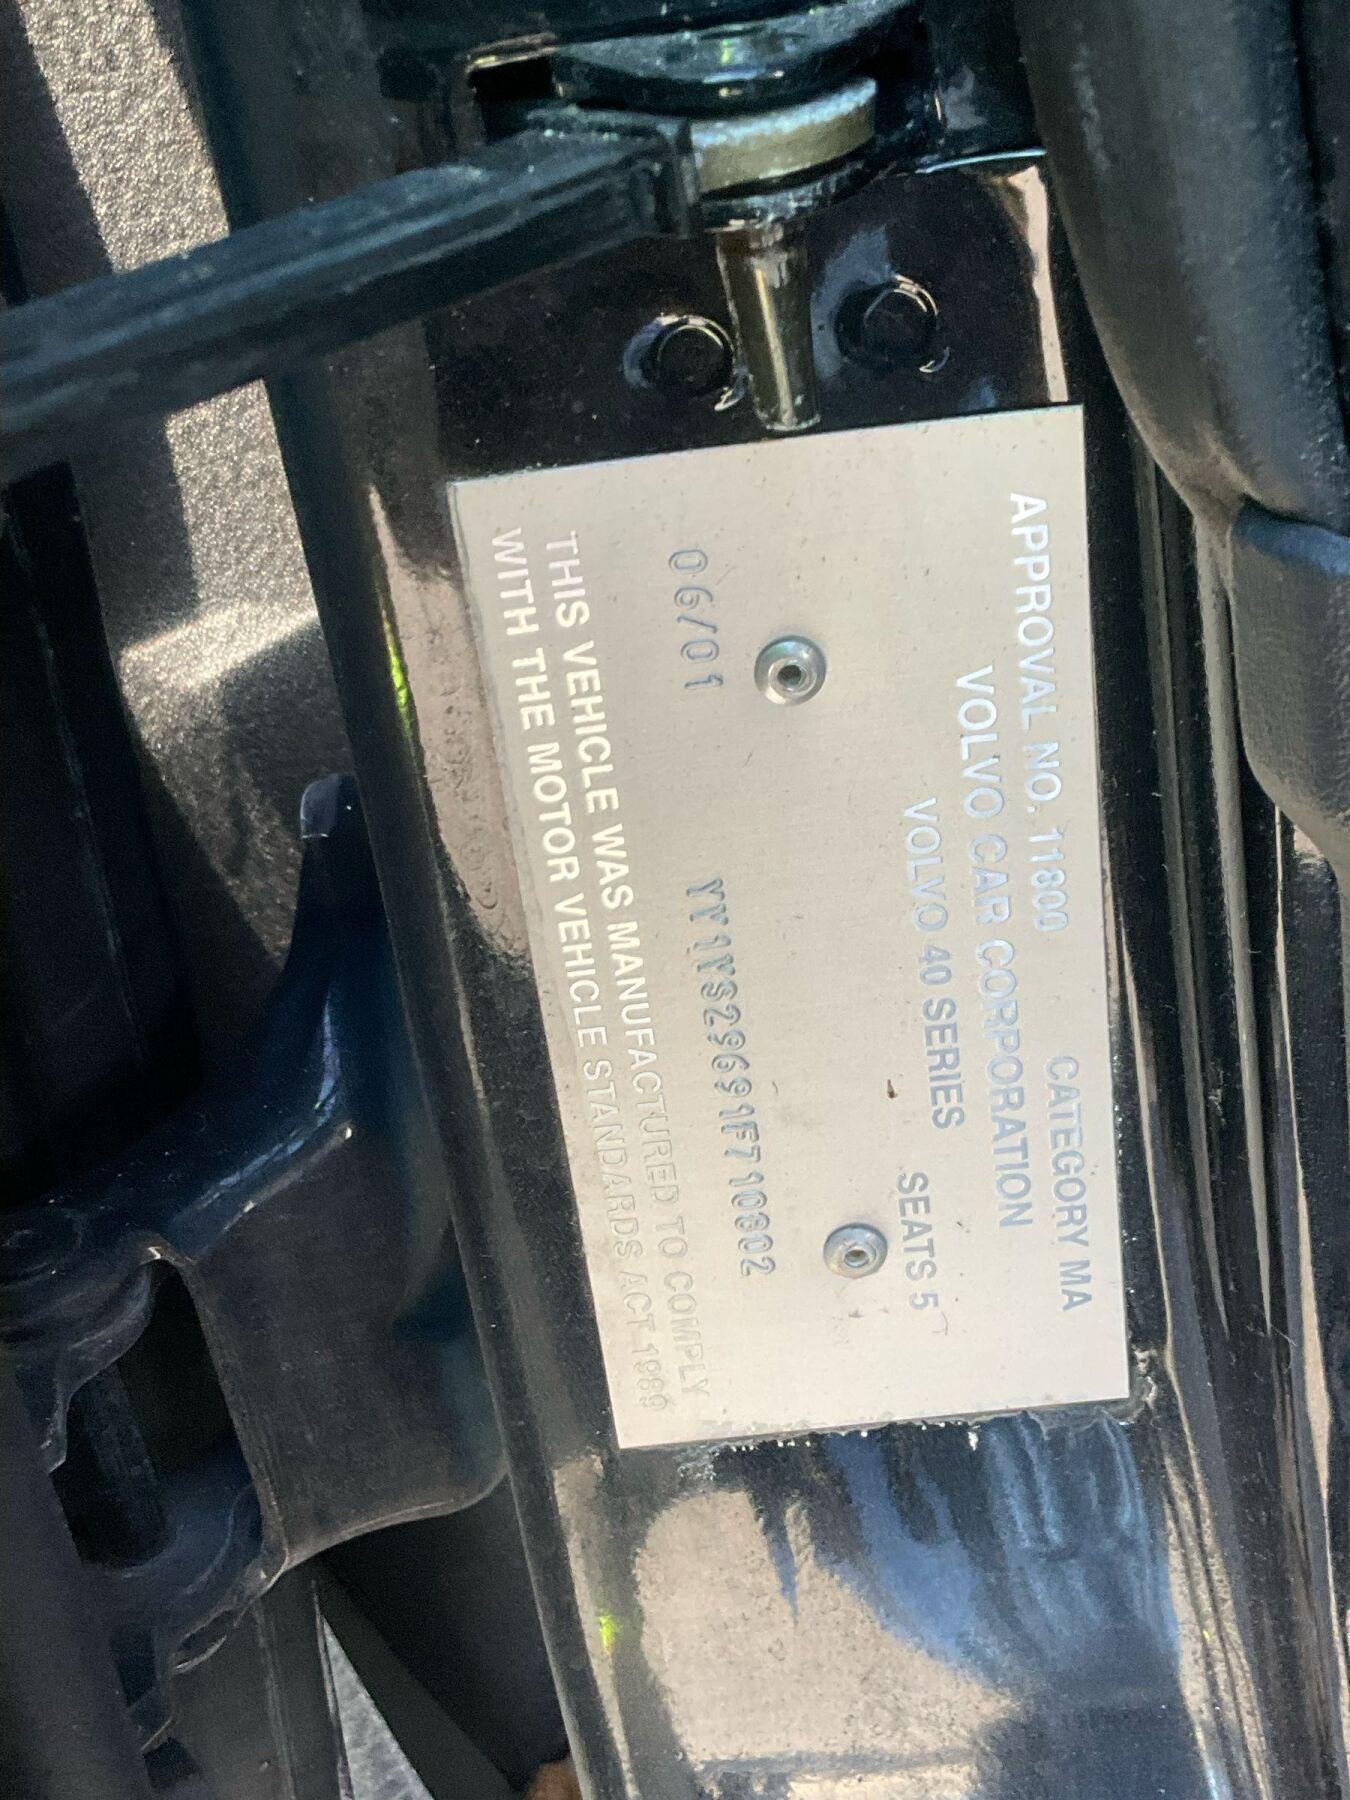 APPROVAL NO. 11800 CATEGORY MA
VOLVO CAR CORPORATION
VOLVO 40 SERIES SEATS 5
06/01 YV1VS29691F710802
THIS VEHICLE WAS MANUFACTURED TO COMPLY
WITH THE MOTOR VEHICLE STANDARDS ACT 1989